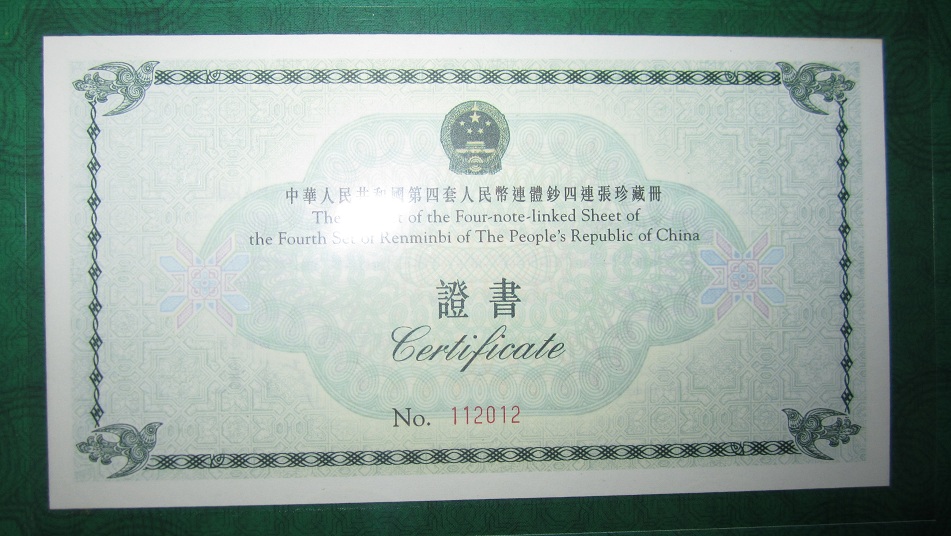 中華人民共和國第四套人民幣連體鈔四連張珍藏冊
The of the Four-note-linked Sheet of
the Fourth Set of Renminbi of The People's Republic of China
證書
Certificate
No. 112012